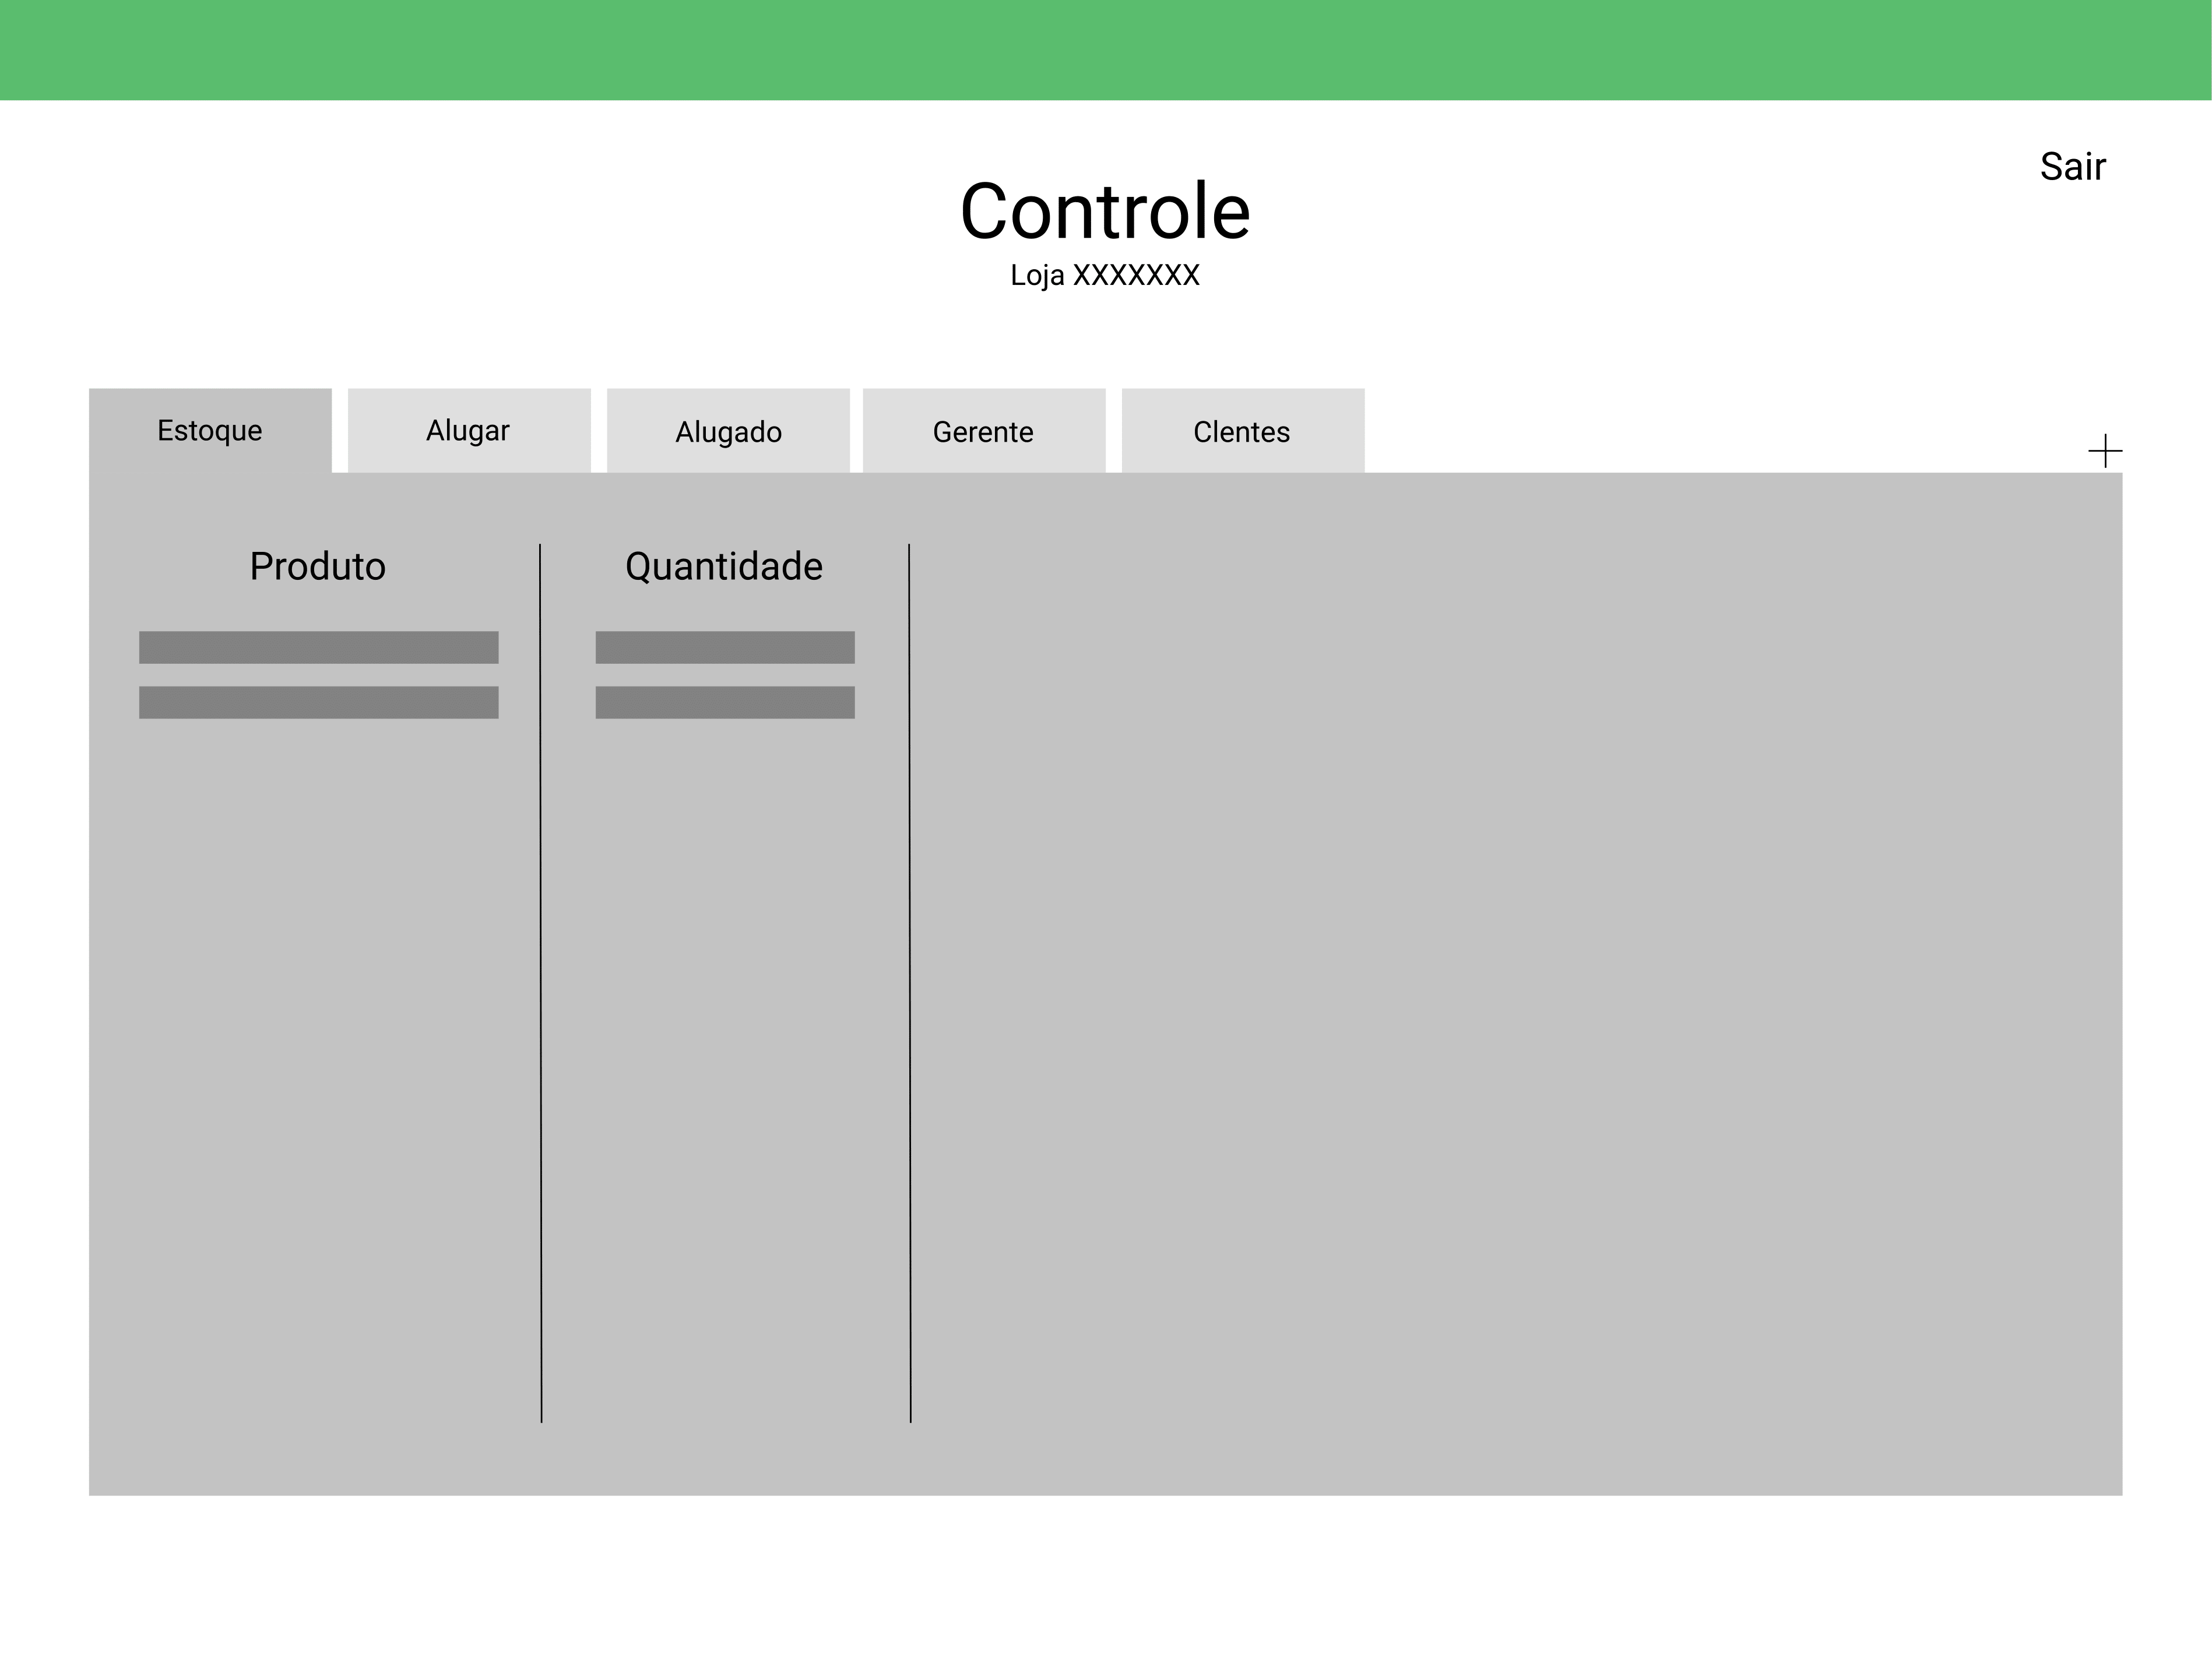 Sair
Controle
Loja XXXXXXX
Estoque
Alugar
Alugado
Gerente
Clentes
Produto
Quantidade